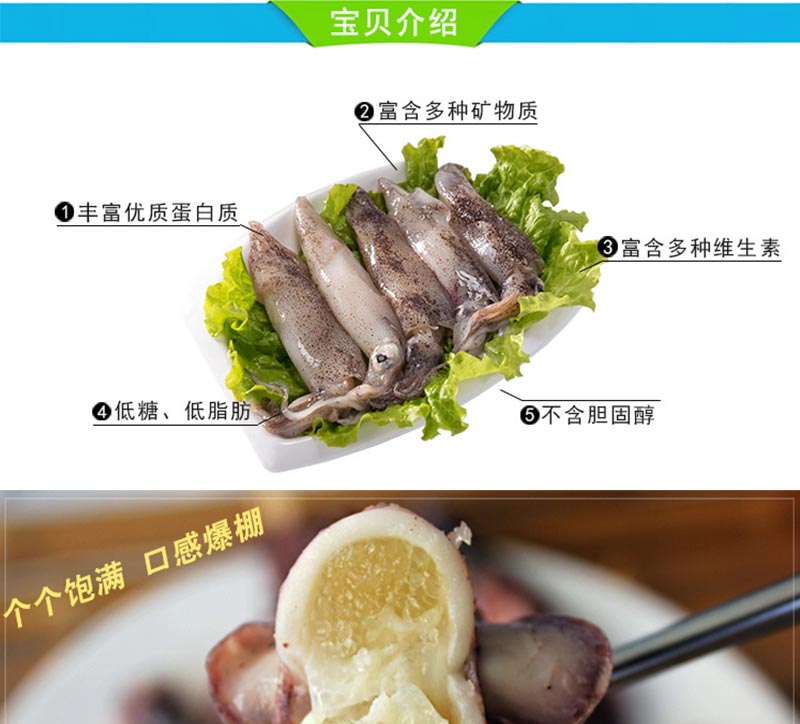 宝贝介绍
❷富含多种矿物质
❶丰富优质蛋白质
❸富含多种维生素
❹低糖、低脂肪
❺不含胆固醇
个个饱满 口感爆棚